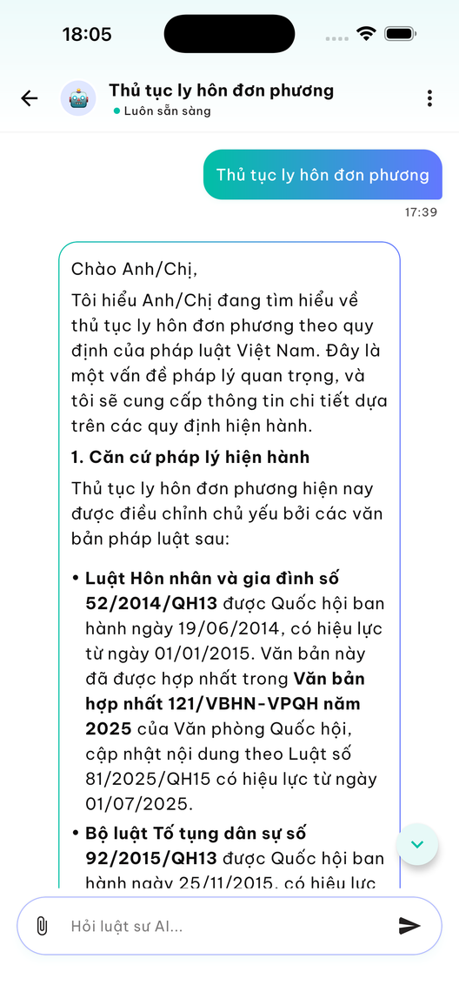 18:05
Thủ tục ly hôn đơn phương
Luôn sẵn sàng
Thủ tục ly hôn đơn phương
17:39
Chào Anh/Chị,
Tôi hiểu Anh/Chị đang tìm hiểu về
thủ tục ly hôn đơn phương theo quy
định của pháp luật Việt Nam. Đây là
một vấn đề pháp lý quan trọng, và
tôi sẽ cung cấp thông tin chi tiết dựa
trên các quy định hiện hành.
1. Căn cứ pháp lý hiện hành
Thủ tục ly hôn đơn phương hiện nay
được điều chỉnh chủ yếu bởi các văn
bản pháp luật sau:
• Luật Hôn nhân và gia đình số
52/2014/QH13 được Quốc hội ban
hành ngày 19/06/2014, có hiệu lực
từ ngày 01/01/2015. Văn bản này
đã được hợp nhất trong Văn bản
hợp nhất 121/VBHN-VPQH năm
2025 của Văn phòng Quốc hội,
cập nhật nội dung theo Luật số
81/2025/QH15 có hiệu lực từ ngày
01/07/2025.
• Bộ luật Tố tụng dân sự số
92/2015/QH13 được Quốc hội ban
hành ngày 25/11/2015, có hiệu lực
Hỏi luật sư AI...